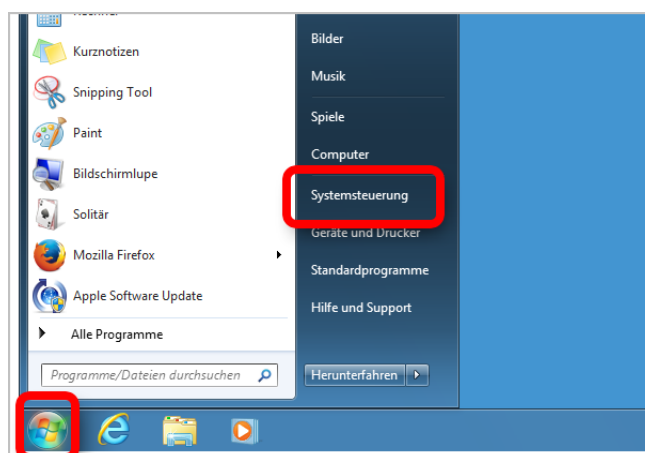 Kurznotizen
Snipping Tool
Paint
Bildschirmlupe
Solitär
Mozilla Firefox
Apple Software Update
Alle Programme
Programme/Dateien durchsuchen
Bilder
Musik
Spiele
Computer
Systemsteuerung
Geräte und Drucker
Standardprogramme
Hilfe und Support
Herunterfahren